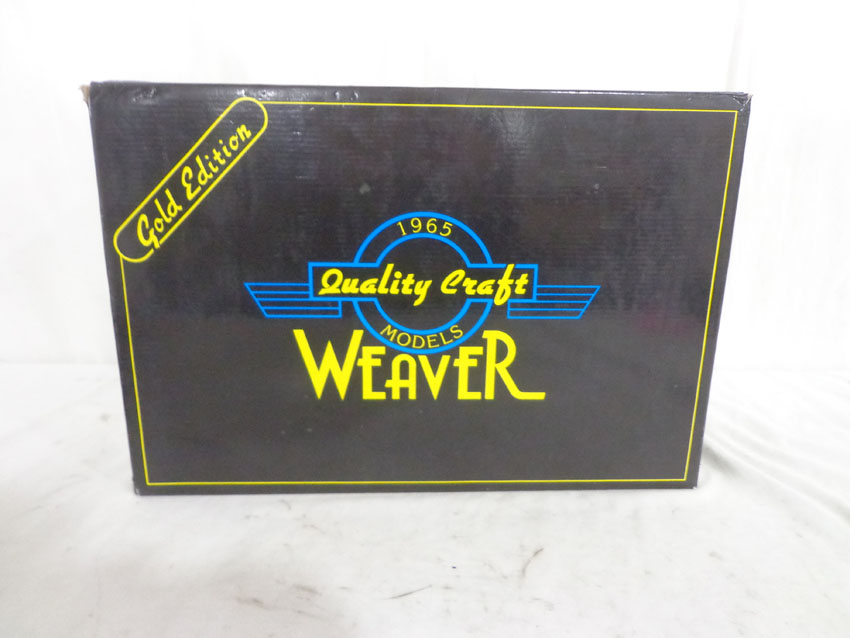 Gold Edition
1965
Quality Craft
MODELS
WEAVER